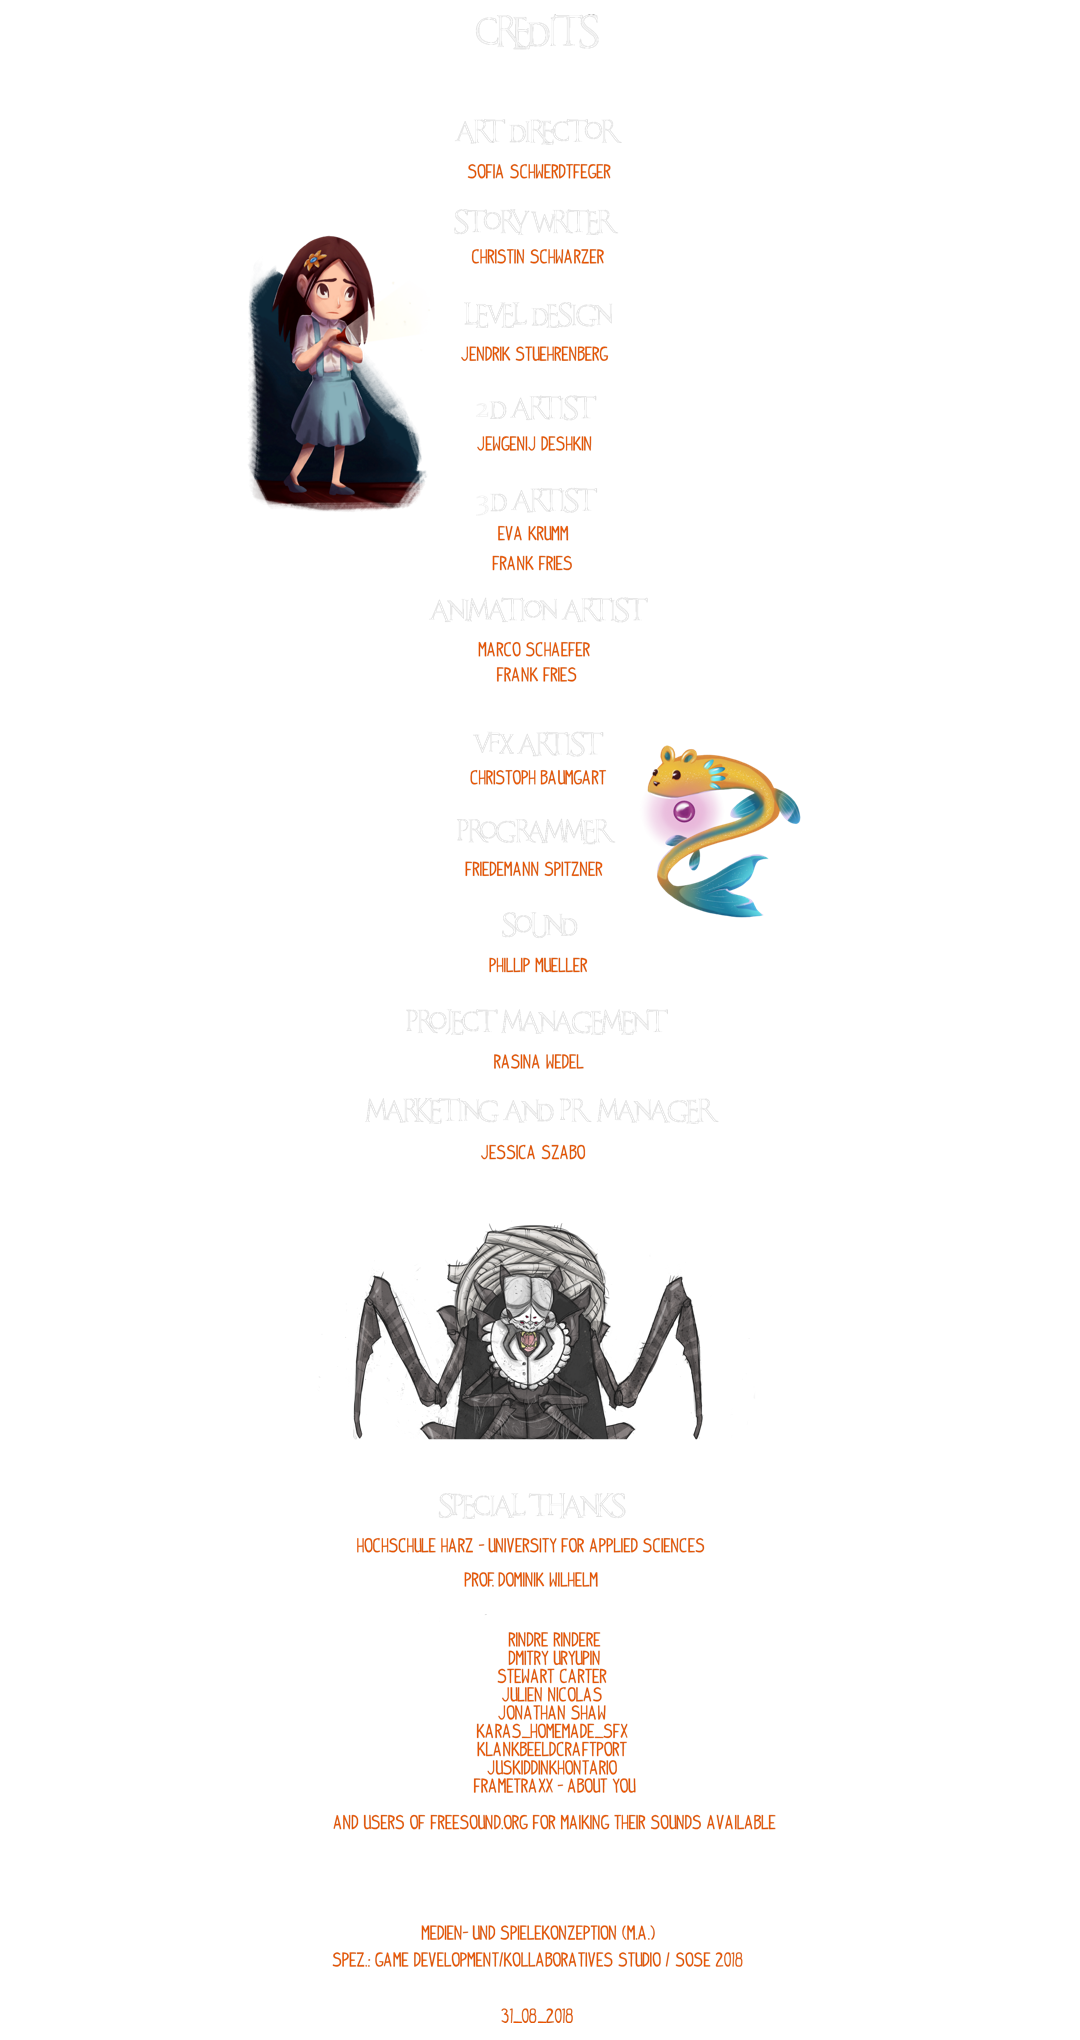 CREDITS
ART DIRECTOR
SOFIA SCHWERDTFEGER
STORY WRITER
CHRISTIN SCHWARZER
LEVEL DESIGN
JENDRIK STUEHRENBERG
2D ARTIST
JEWGENIJ DESHKIN
3D ARTIST
EVA KRUMM
FRANK FRIES
ANIMATION ARTIST
MARCO SCHAEFER
FRANK FRIES
VFX ARTIST
CHRISTOPH BAUMGART
PROGRAMMER
FRIEDEMANN SPITZNER
SOUND
PHILLIP MUELLER
PROJECT MANAGEMENT
RASINA WEDEL
MARKETING AND PR MANAGER
JESSICA SZABO
SPECIAL THANKS
HOCHSCHULE HARZ - UNIVERSITY FOR APPLIED SCIENCES
PROF. DOMINIK WILHELM
RINDRE RINDERE
DMITRY URYUPIN
STEWART CARTER
JULIEN NICOLAS
JONATHAN SHAW
KARAS_HOMEMADE_SFX
KLANKBEELDCRAFTPORT
JUSKIDDINKHONTARIO
FRAMETRAXX - ABOUT YOU
AND USERS OF FREESOUND.ORG FOR MAIKING THEIR SOUNDS AVAILABLE
MEDIEN- UND SPIELEKONZEPTION (M.A.)
SPEZ.: GAME DEVELOPMENT/KOLLABORATIVES STUDIO / SOSE 2018
31_08_2018